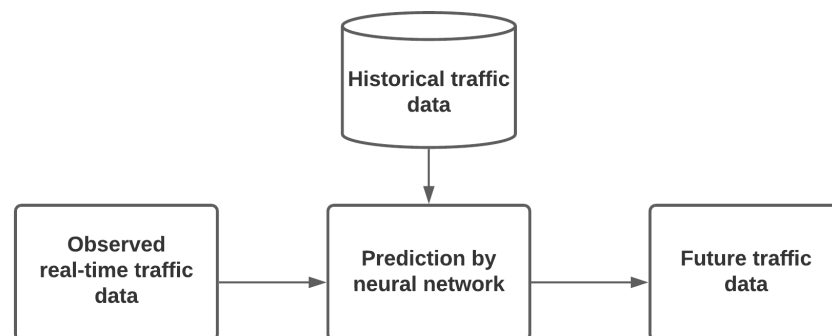 Historical traffic
data
Observed
real-time traffic
data
Prediction by
neural network
Future traffic
data